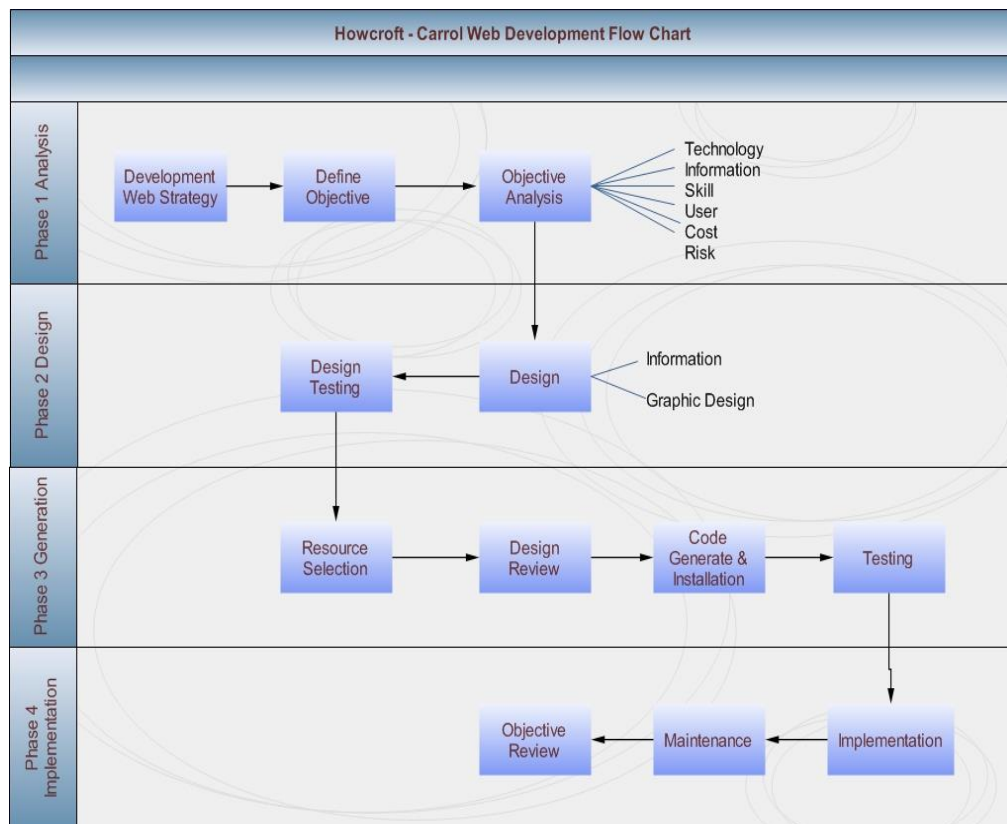 Howcroft - Carrol Web Development Flow Chart
Phase 1 Analysis
Development
Web Strategy
Define
Objective
Objective
Analysis
Technology
Information
Skill
User
Cost
Risk
Phase 2 Design
Design
Testing
Design
Information
Graphic Design
Phase 3 Generation
Resource
Selection
Design
Review
Code
Generate &
Installation
Testing
Phase 4
Implementation
Objective
Review
Maintenance
Implementation